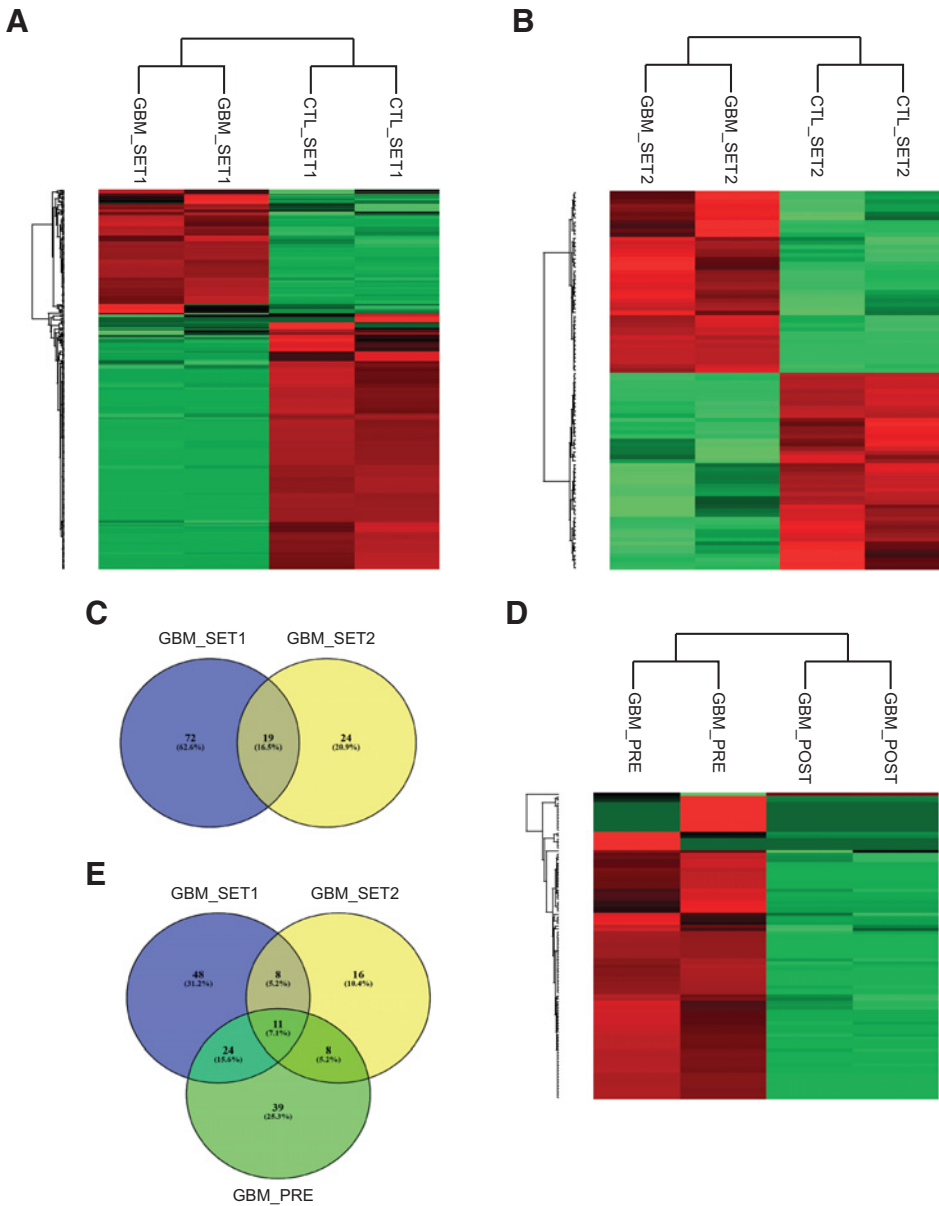 A
GBM_SET1
GBM_SET1
CTL_SET1
CTL_SET1
B
GBM_SET2
GBM_SET2
CTL_SET2
CTL_SET2
C
GBM_SET1
GBM_SET2
72
(62.6%)
19
(16.5%)
24
(20.9%)
D
GBM_PRE
GBM_PRE
GBM_POST
GBM_POST
E
GBM_SET1
GBM_SET2
48
(31.2%)
8
(5.2%)
16
(10.4%)
11
(7.1%)
24
(15.6%)
8
(5.2%)
39
(25.3%)
GBM_PRE